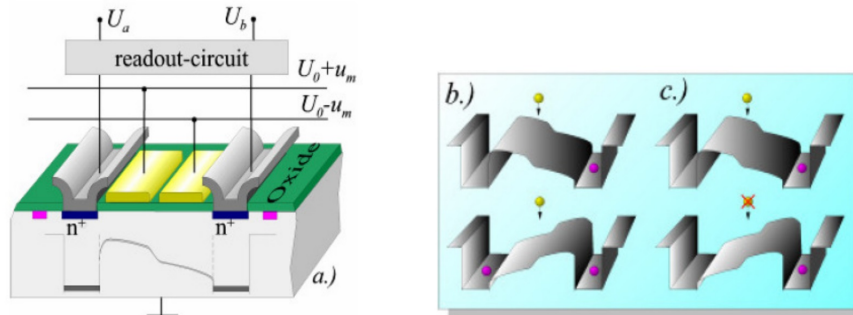 U_a U_b
readout-circuit
U_0+u_m
U_0-u_m
Oxide
n⁺ n⁺
a.)
b.) c.)